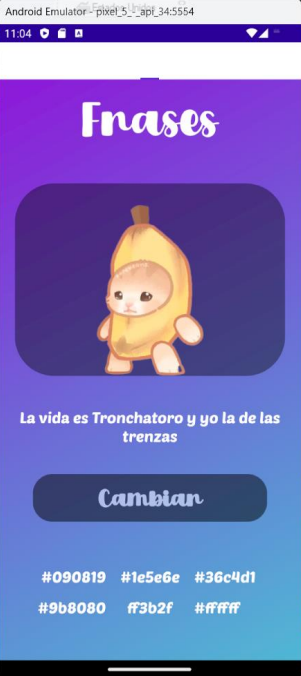 Android Emulator - pixel_5_-_api_34:5554
11:04
Frases
La vida es Tronchatoro y yo la de las
trenzas
Cambiar
#090819 #1e5e6e #36c4d1
#9b8080 ff3b2f #ffffff